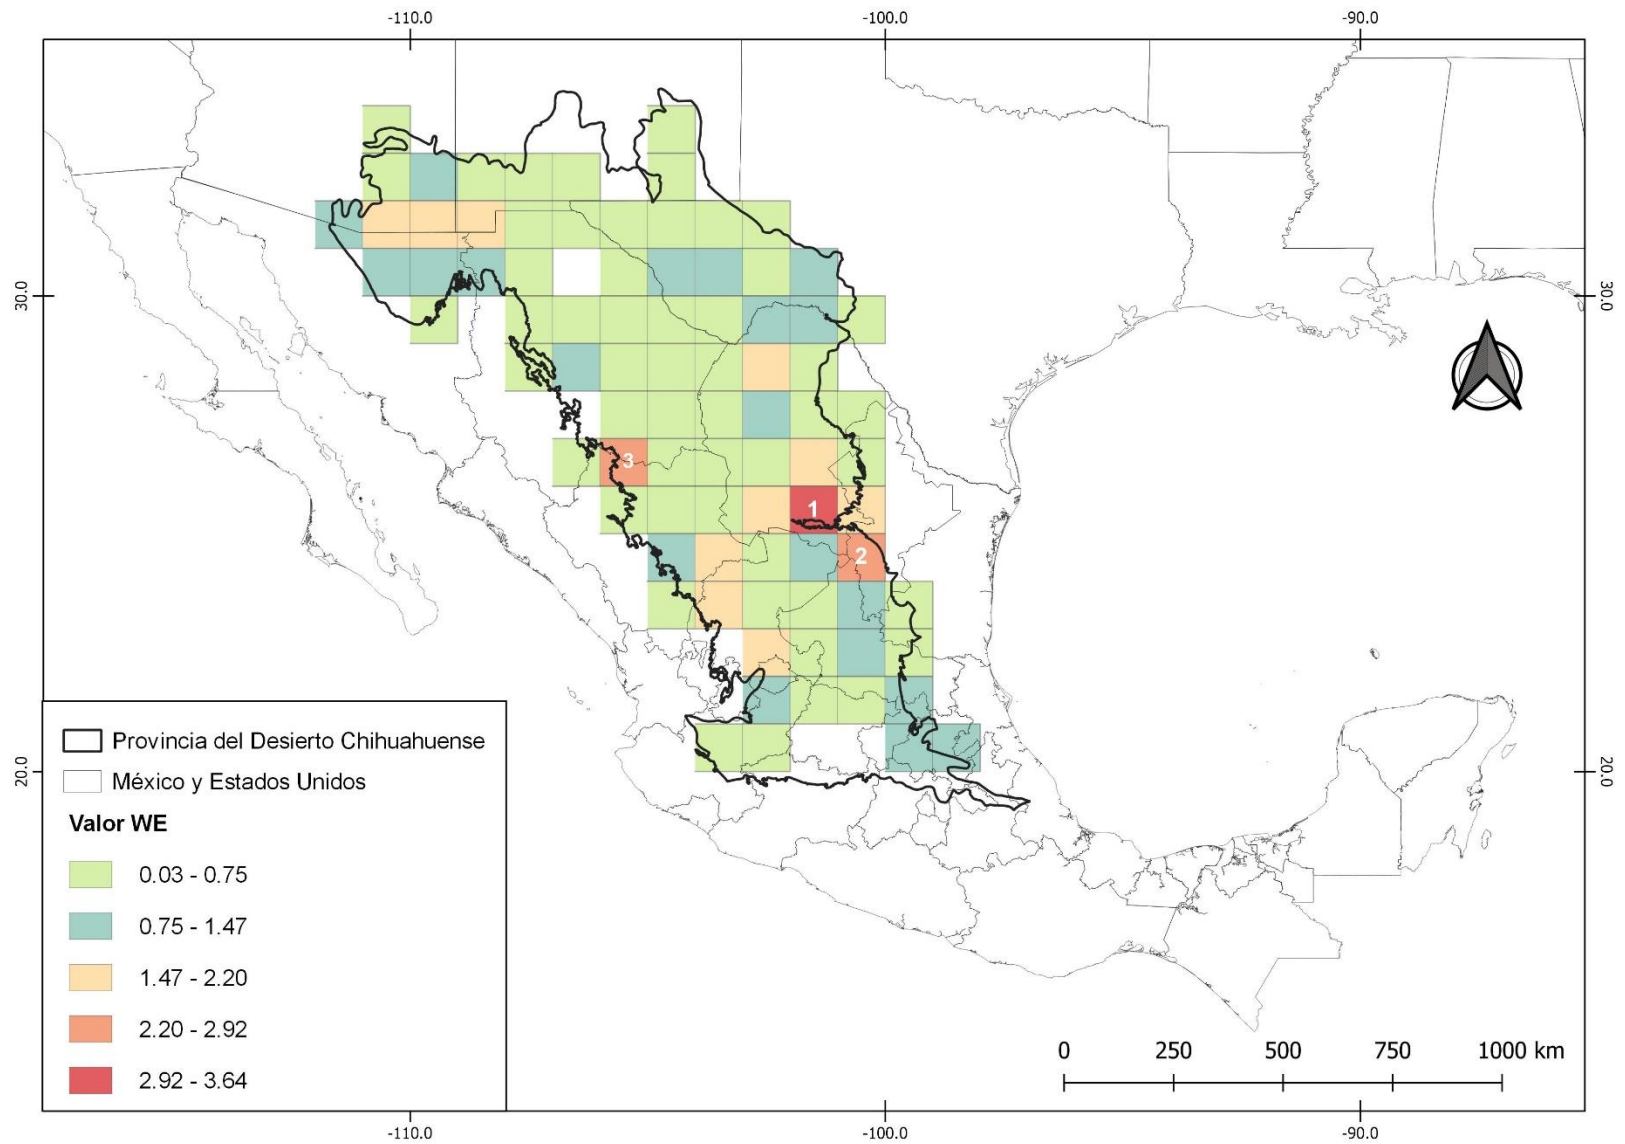 -110.0 -100.0 -90.0
30.0 30.0
3
1
2
20.0 20.0
Provincia del Desierto Chihuahuense
México y Estados Unidos
Valor WE
0.03 - 0.75
0.75 - 1.47
1.47 - 2.20
2.20 - 2.92
2.92 - 3.64
0 250 500 750 1000 km
-110.0 -100.0 -90.0